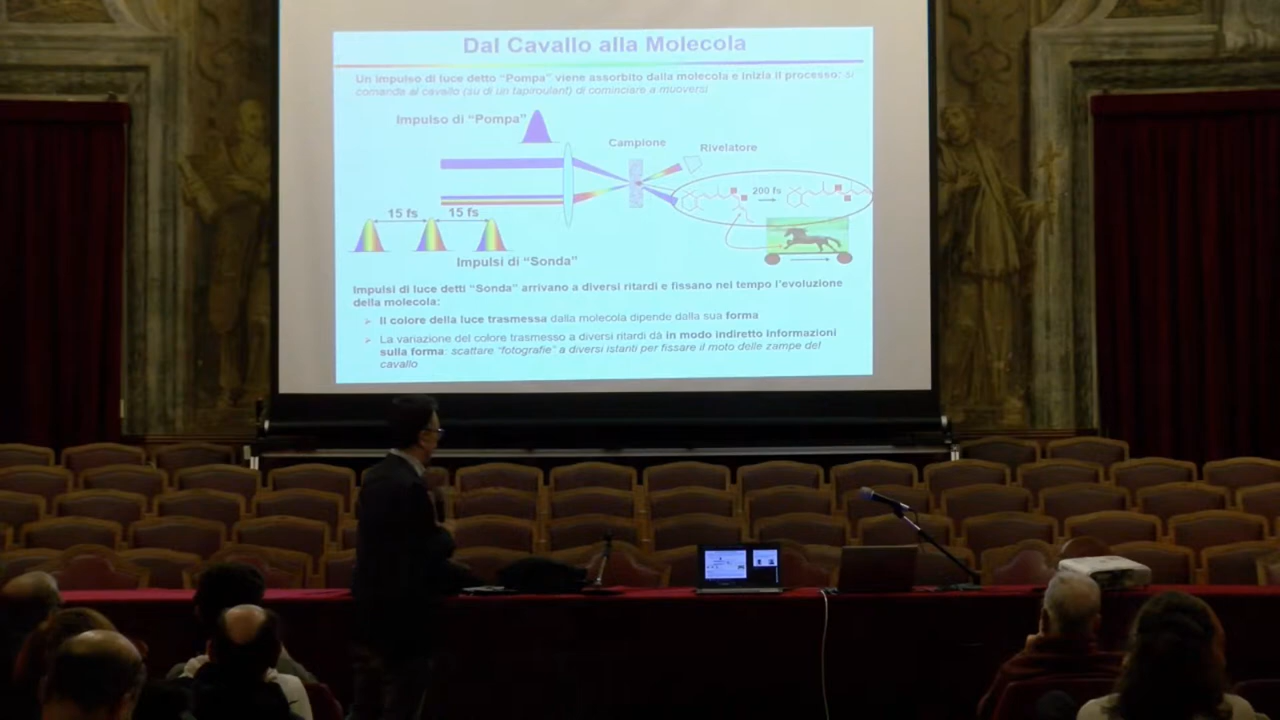 Dal Cavallo alla Molecola
Un impulso di luce detto “Pompa” viene assorbito dalla molecola e inizia il processo: si
comanda al cavallo (su di un tapiroulant) di cominciare a muoversi
Impulso di “Pompa”
Campione
Rivelatore
200 fs
15 fs
15 fs
Impulsi di “Sonda”
Impulsi di luce detti “Sonda” arrivano a diversi ritardi e fissano nel tempo l’evoluzione
della molecola:
➢ Il colore della luce trasmessa dalla molecola dipende dalla sua forma
➢ La variazione del colore trasmesso a diversi ritardi dà in modo indiretto informazioni
sulla forma: scattare “fotografie” a diversi istanti per fissare il moto delle zampe del
cavallo